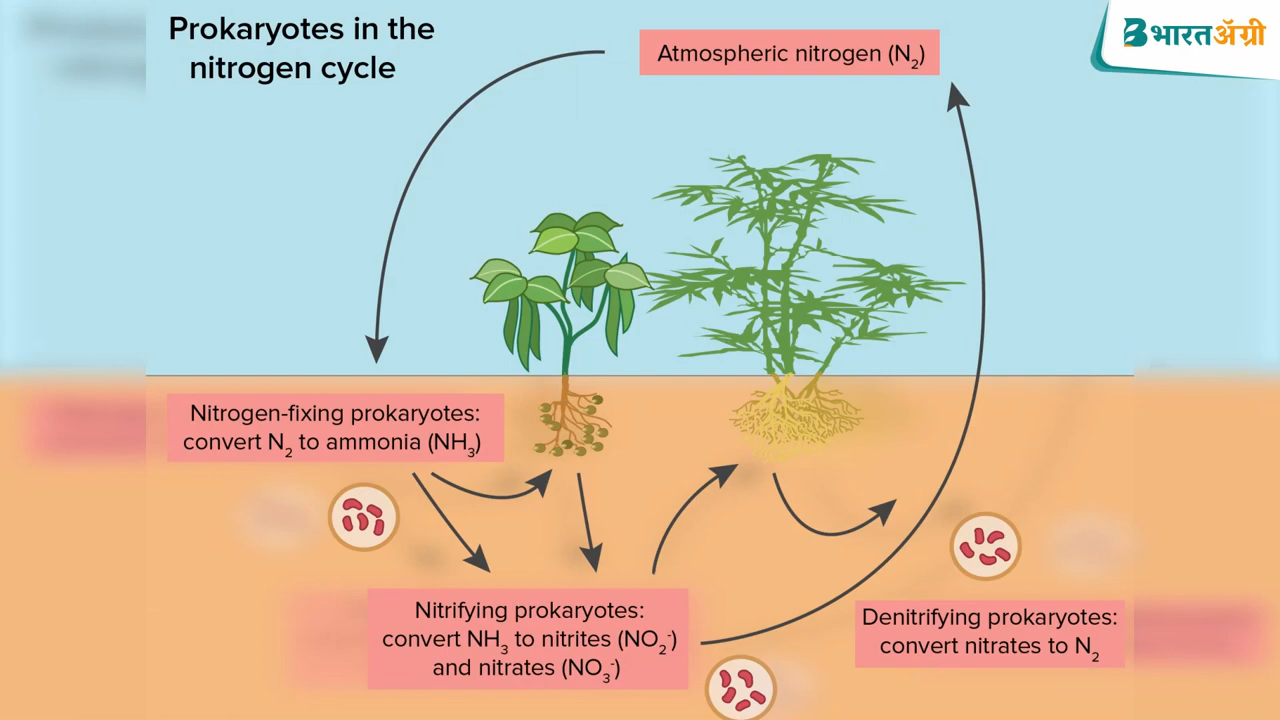 Prokaryotes in the
nitrogen cycle
Atmospheric nitrogen (N₂)
भारतॲग्री
Nitrogen-fixing prokaryotes:
convert N₂ to ammonia (NH₃)
Nitrifying prokaryotes:
convert NH₃ to nitrites (NO₂⁻)
and nitrates (NO₃⁻)
Denitrifying prokaryotes:
convert nitrates to N₂